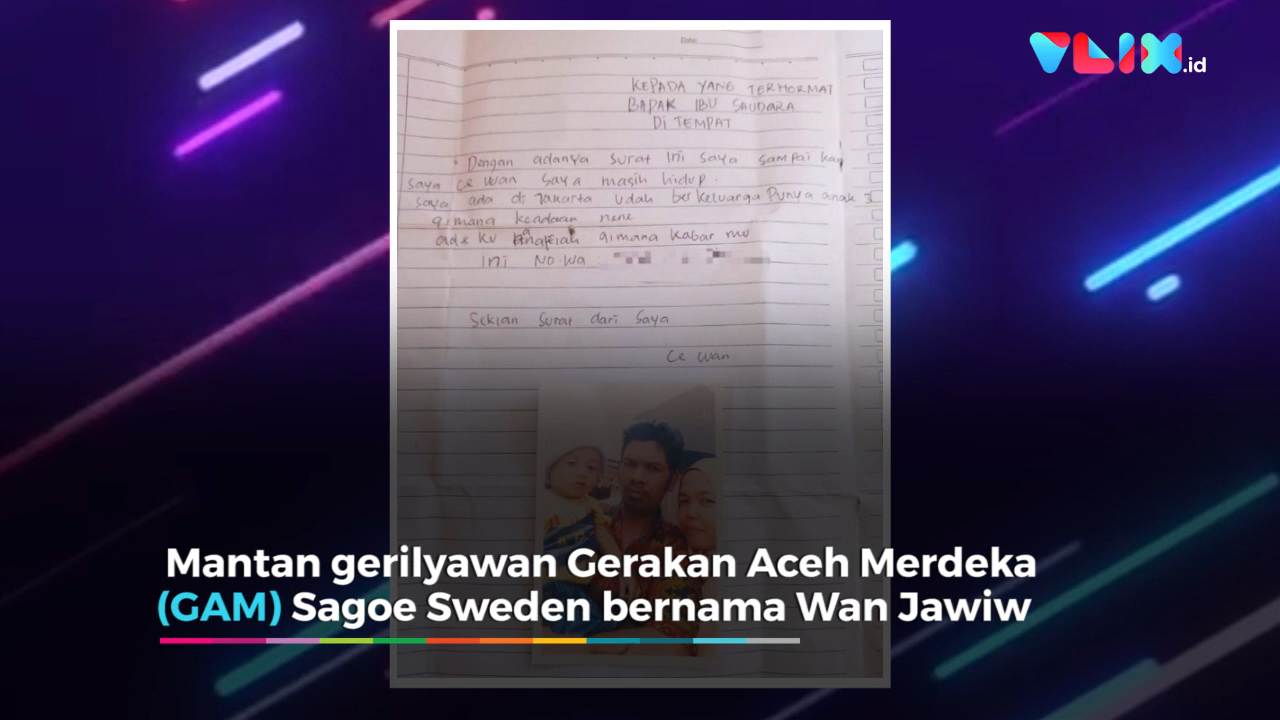 VLIX.id
Date:
KEPADA YANG TERHORMAT
BAPAK IBU SAUDARA
Di TEMPAT
Dengan adanya surat ini saya sampai kan
saya ce wan saya masih hidup.
saya ada di Jakarta udah berkeluarga Punya anak 3
gimana keadaan nene
ade ku gimana kabar mu
ini No.wa
Sekian surat dari saya
Ce wan
Mantan gerilyawan Gerakan Aceh Merdeka
(GAM) Sagoe Sweden bernama Wan Jawiw